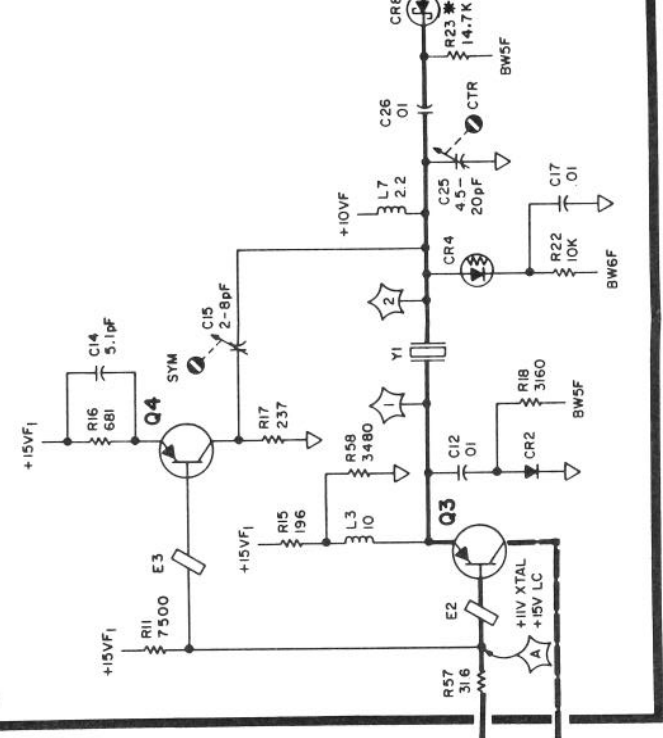 CR8
R23 *
14.7K
BW5F
C26
.01
CTR
C25
4.5-
20pF
+10VF
L7
2.2
C17
.01
CR4
R22
10K
BW6F
C14
5.1pF
R16
681
+15VF1
Q4
SYM
C15
2-8pF
R17
237
2
Y1
1
R18
3160
BW5F
CR2
C12
.01
R58
3480
R15
196
+15VF1
L3
10
Q3
E3
R11
7500
+15VF1
E2
+11V XTAL
+15V LC
A
R57
31.6